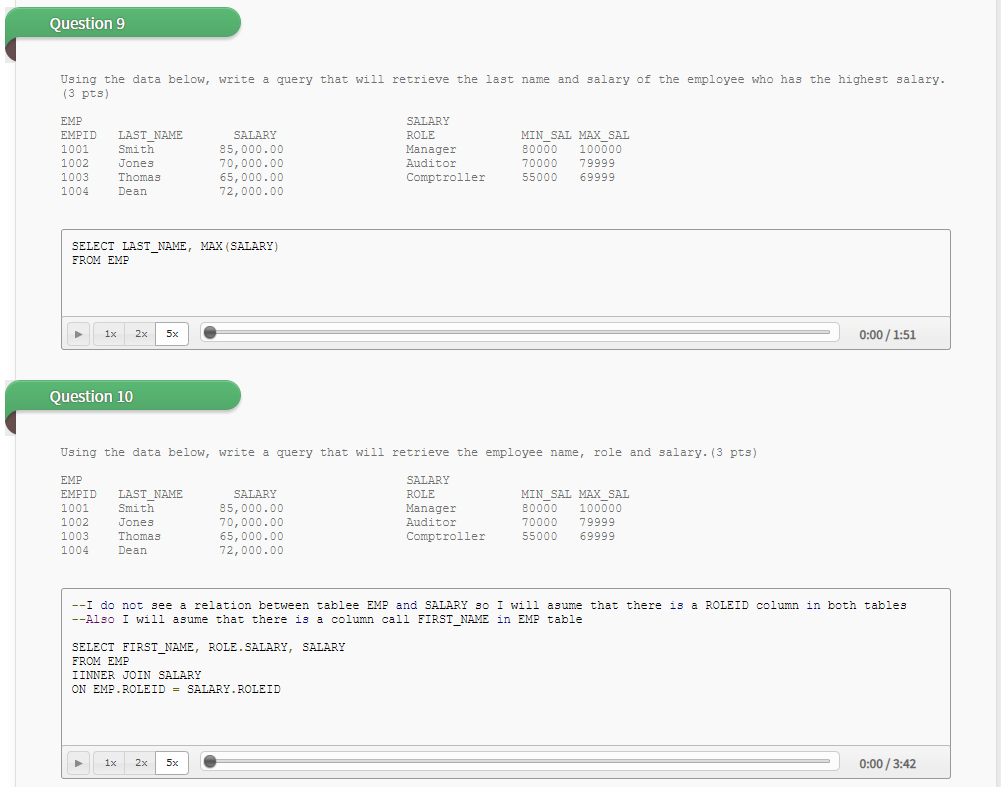 Question 9
Using the data below, write a query that will retrieve the last name and salary of the employee who has the highest salary.
(3 pts)
EMP SALARY
EMPID LAST_NAME SALARY ROLE MIN_SAL MAX_SAL
1001 Smith 85,000.00 Manager 80000 100000
1002 Jones 70,000.00 Auditor 70000 79999
1003 Thomas 65,000.00 Comptroller 55000 69999
1004 Dean 72,000.00
SELECT LAST_NAME, MAX(SALARY)
FROM EMP
1x 2x 5x 0:00 / 1:51
Question 10
Using the data below, write a query that will retrieve the employee name, role and salary.(3 pts)
EMP SALARY
EMPID LAST_NAME SALARY ROLE MIN_SAL MAX_SAL
1001 Smith 85,000.00 Manager 80000 100000
1002 Jones 70,000.00 Auditor 70000 79999
1003 Thomas 65,000.00 Comptroller 55000 69999
1004 Dean 72,000.00
--I do not see a relation between tablee EMP and SALARY so I will asume that there is a ROLEID column in both tables
--Also I will asume that there is a column call FIRST_NAME in EMP table
SELECT FIRST_NAME, ROLE.SALARY, SALARY
FROM EMP
IINNER JOIN SALARY
ON EMP.ROLEID = SALARY.ROLEID
1x 2x 5x 0:00 / 3:42